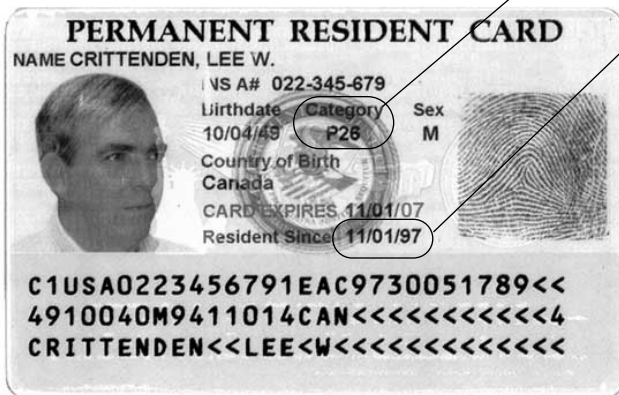 PERMANENT RESIDENT CARD
NAME CRITTENDEN, LEE W.
INS A# 022-345-679
Birthdate Category Sex
10/04/49 P26 M
Country of Birth
Canada
CARD EXPIRES 11/01/07
Resident Since 11/01/97
C1USA0223456791EAC9730051789<<
4910040M9411014CAN<<<<<<<<<<<4
CRITTENDEN<<LEE<W<<<<<<<<<<<<<